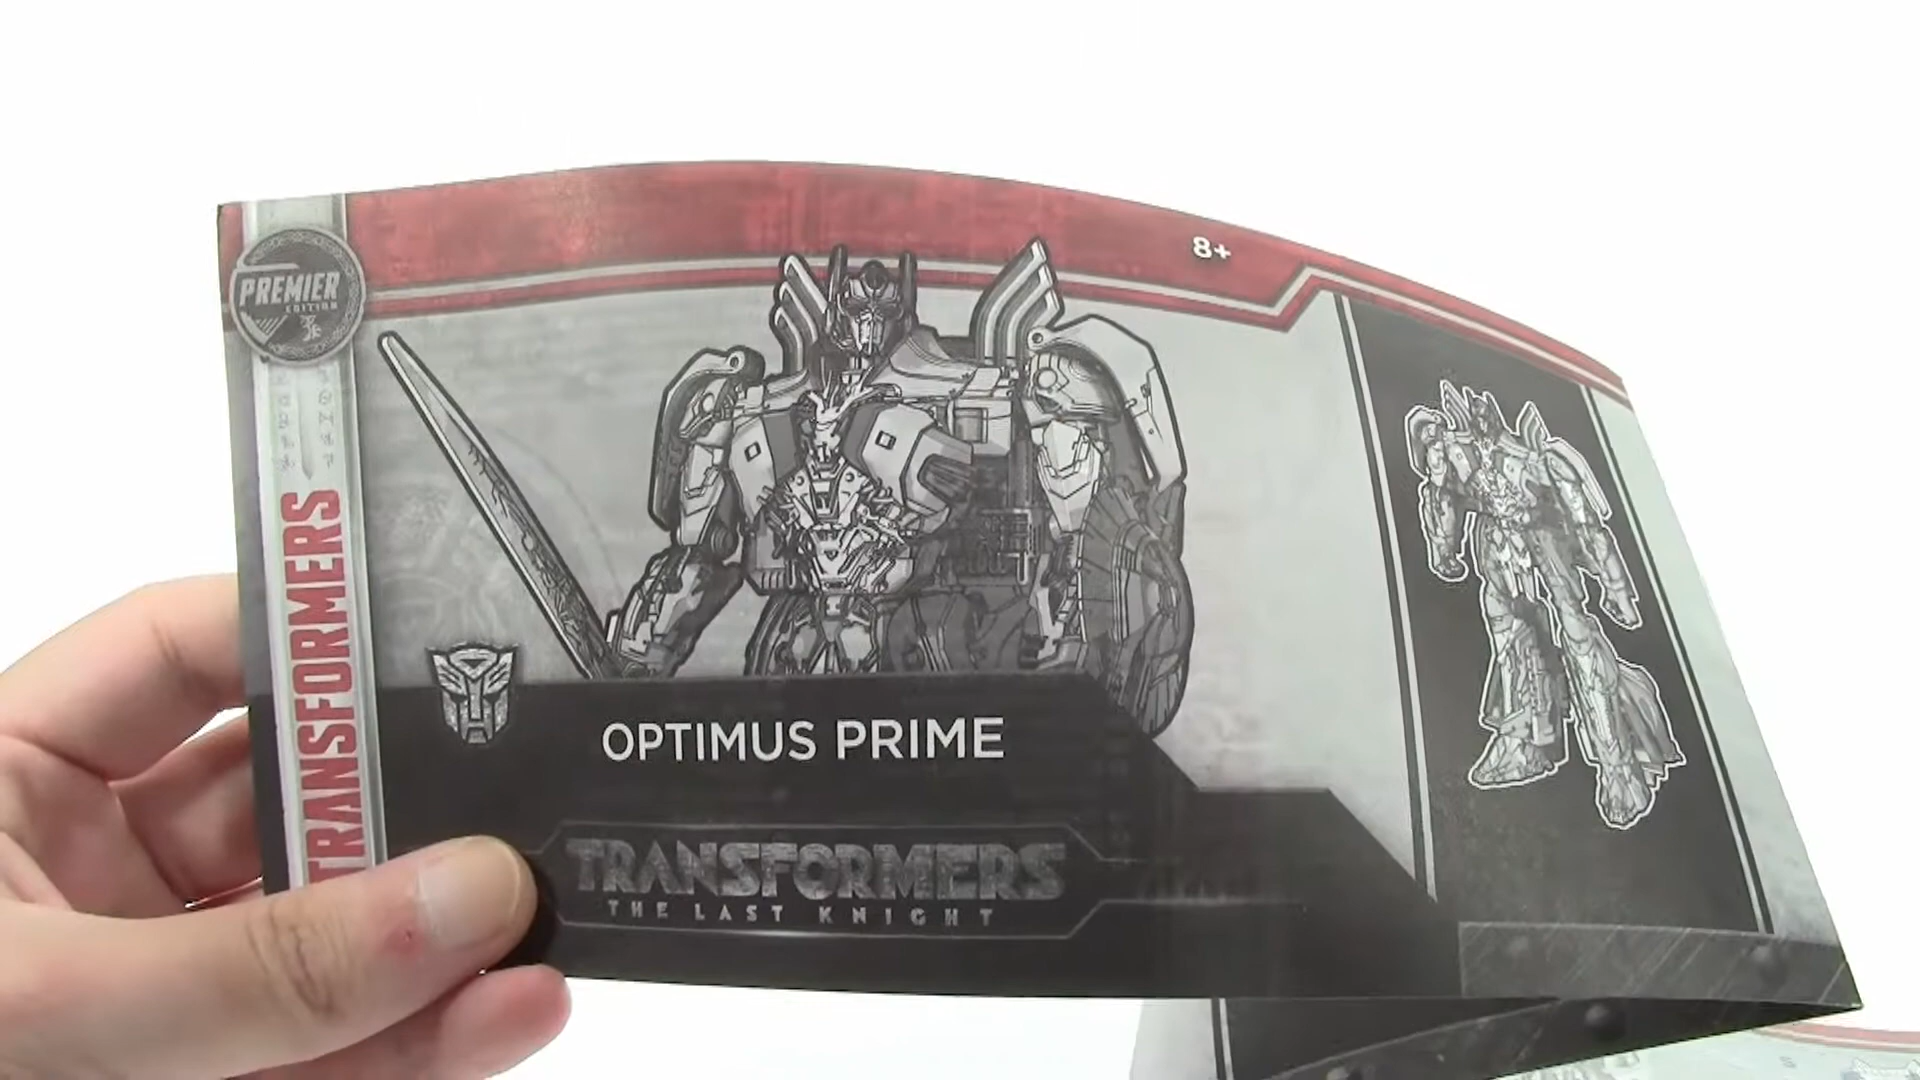 PREMIER
EDITION
8+
TRANSFORMERS
OPTIMUS PRIME
TRANSFORMERS
THE LAST KNIGHT